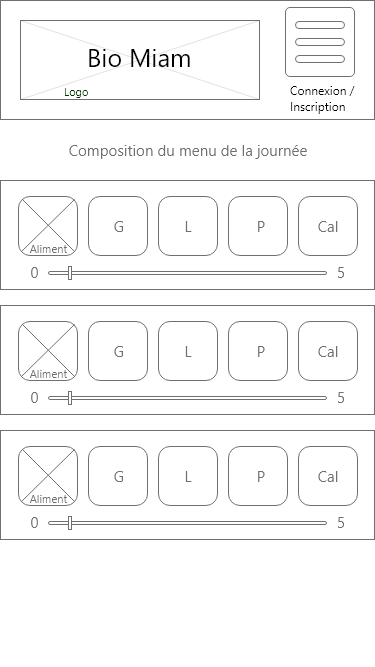 Bio Miam
Logo
Connexion /
Inscription
Composition du menu de la journée
Aliment G L P Cal
0 5
Aliment G L P Cal
0 5
Aliment G L P Cal
0 5